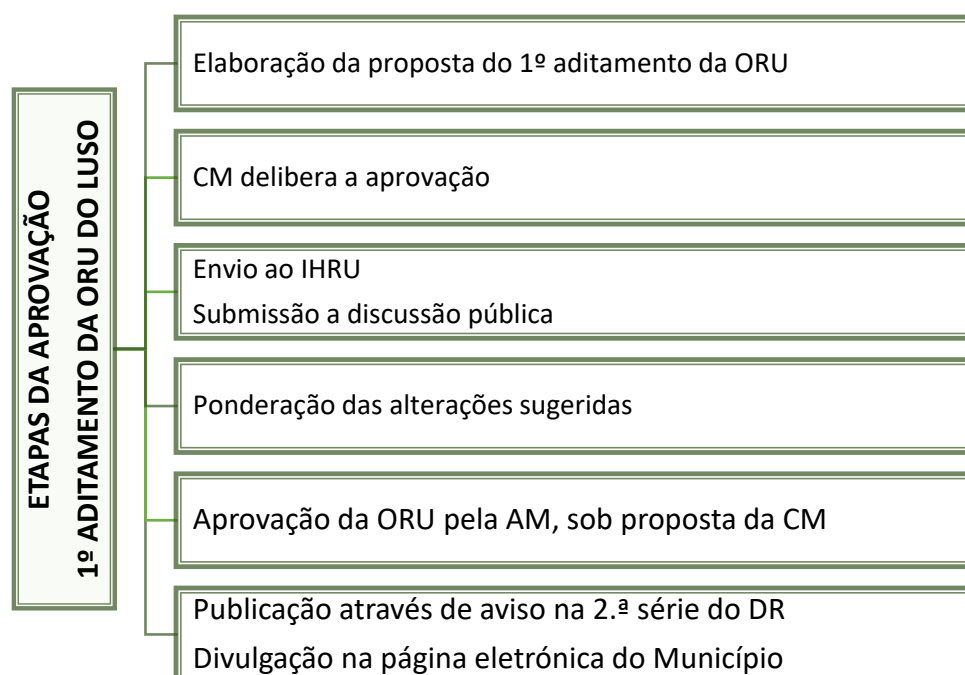 ETAPAS DA APROVAÇÃO
1º ADITAMENTO DA ORU DO LUSO
Elaboração da proposta do 1º aditamento da ORU
CM delibera a aprovação
Envio ao IHRU
Submissão a discussão pública
Ponderação das alterações sugeridas
Aprovação da ORU pela AM, sob proposta da CM
Publicação através de aviso na 2.ª série do DR
Divulgação na página eletrónica do Município